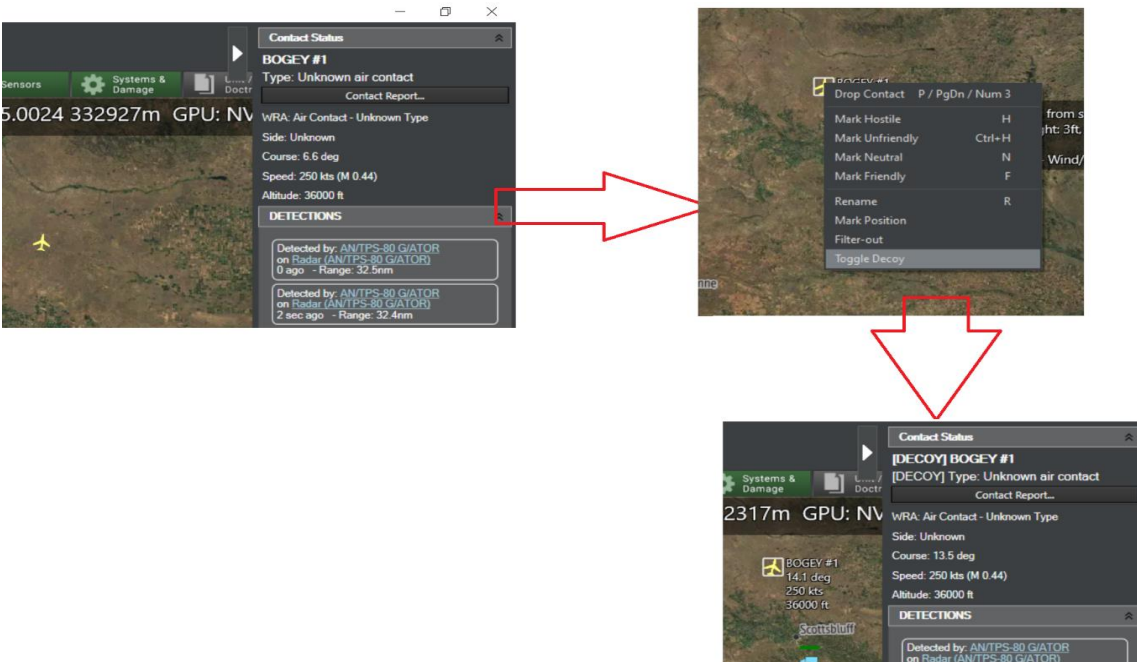 Contact Status
BOGEY #1
Type: Unknown air contact
Contact Report...
Sensors
Systems &
Damage
Doctr
5.0024 332927m GPU: NV
WRA: Air Contact - Unknown Type
Side: Unknown
Course: 6.6 deg
Speed: 250 kts (M 0.44)
Altitude: 36000 ft
DETECTIONS
Detected by: AN/TPS-80 G/ATOR
on Radar (AN/TPS-80 G/ATOR)
0 ago - Range: 32.5nm
Detected by: AN/TPS-80 G/ATOR
on Radar (AN/TPS-80 G/ATOR)
2 sec ago - Range: 32.4nm
BOGEY #1
Drop Contact P / PgDn / Num 3
Mark Hostile H
Mark Unfriendly Ctrl+H
Mark Neutral N
Mark Friendly F
Rename R
Mark Position
Filter-out
Toggle Decoy
from s
ht: 3ft,
Wind/
nne
Contact Status
[DECOY] BOGEY #1
[DECOY] Type: Unknown air contact
Contact Report...
Systems &
Damage
Doctr
2317m GPU: NV
WRA: Air Contact - Unknown Type
Side: Unknown
Course: 13.5 deg
Speed: 250 kts (M 0.44)
Altitude: 36000 ft
DETECTIONS
Detected by: AN/TPS-80 G/ATOR
on Radar (AN/TPS-80 G/ATOR)
BOGEY #1
14.1 deg
250 kts
36000 ft
Scottsbluff